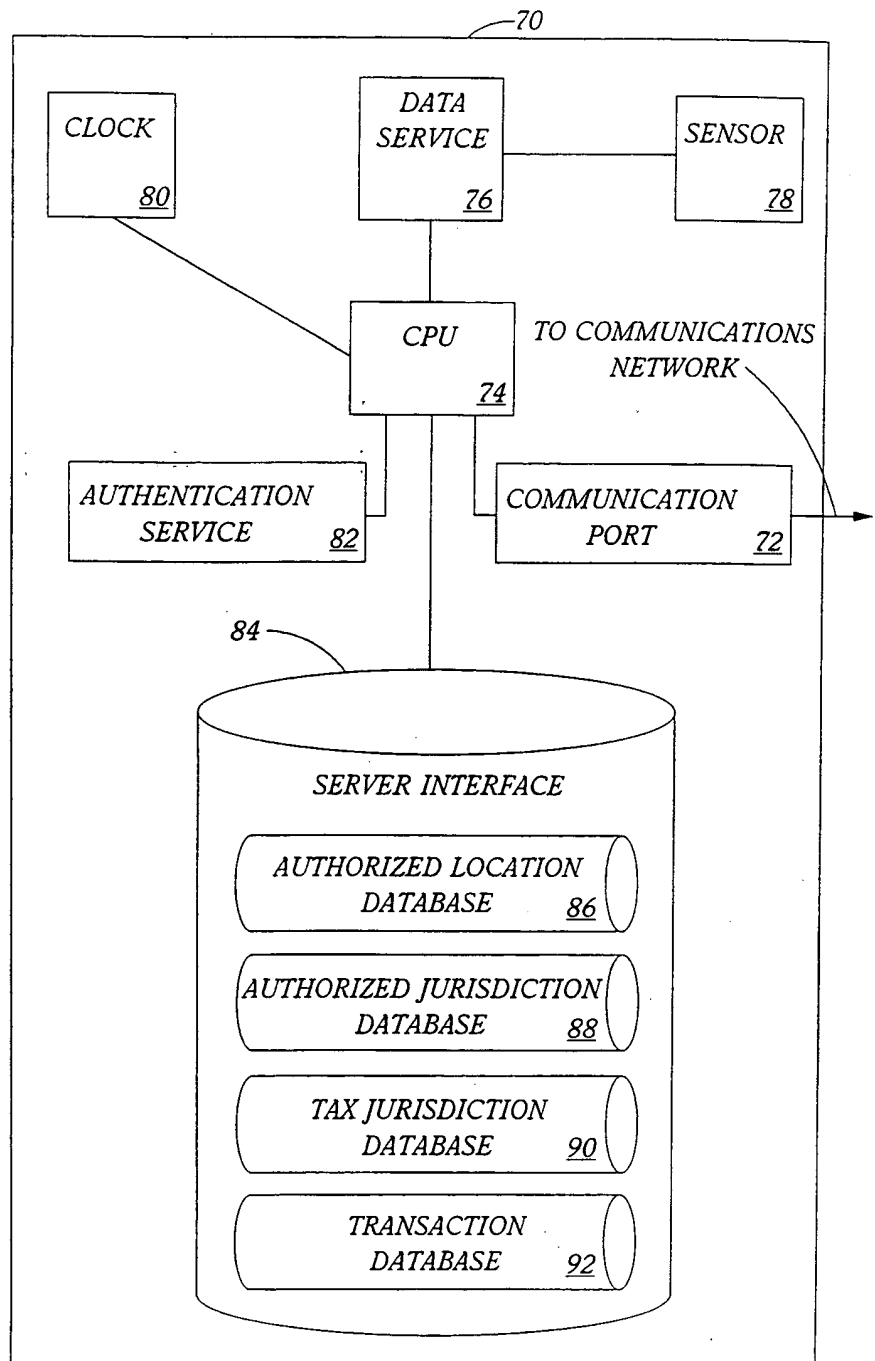 70
CLOCK
80
DATA
SERVICE
76
SENSOR
78
CPU
74
TO COMMUNICATIONS
NETWORK
AUTHENTICATION
SERVICE
82
COMMUNICATION
PORT
72
84
SERVER INTERFACE
AUTHORIZED LOCATION
DATABASE
86
AUTHORIZED JURISDICTION
DATABASE
88
TAX JURISDICTION
DATABASE
90
TRANSACTION
DATABASE
92